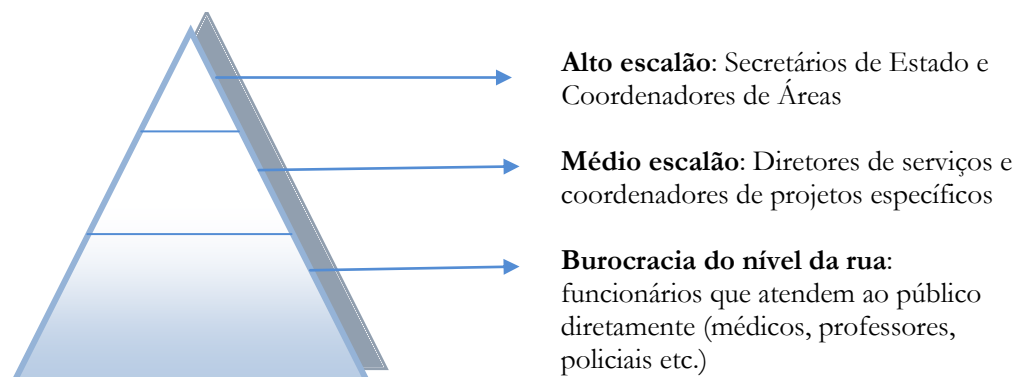 Alto escalão: Secretários de Estado e
Coordenadores de Áreas
Médio escalão: Diretores de serviços e
coordenadores de projetos específicos
Burocracia do nível da rua:
funcionários que atendem ao público
diretamente (médicos, professores,
policiais etc.)